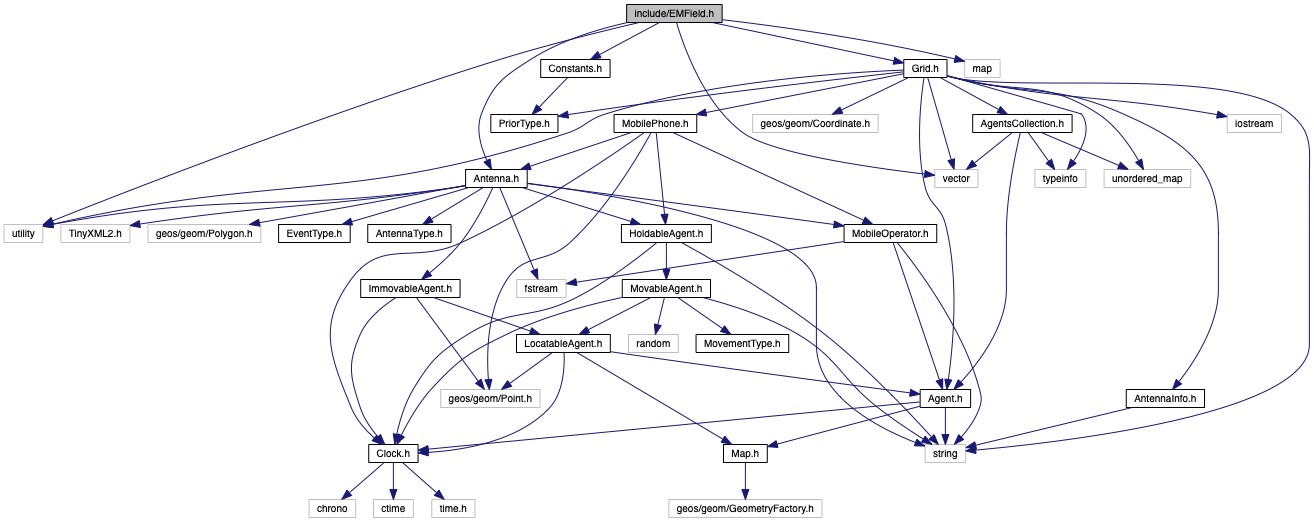 include/EMField.h
Constants.h
Grid.h
map
PriorType.h
MobilePhone.h
geos/geom/Coordinate.h
AgentsCollection.h
iostream
Antenna.h
vector
typeinfo
unordered_map
utility
TinyXML2.h
geos/geom/Polygon.h
EventType.h
AntennaType.h
HoldableAgent.h
MobileOperator.h
ImmovableAgent.h
fstream
MovableAgent.h
LocatableAgent.h
random
MovementType.h
geos/geom/Point.h
Agent.h
AntennaInfo.h
Clock.h
Map.h
string
chrono
ctime
time.h
geos/geom/GeometryFactory.h